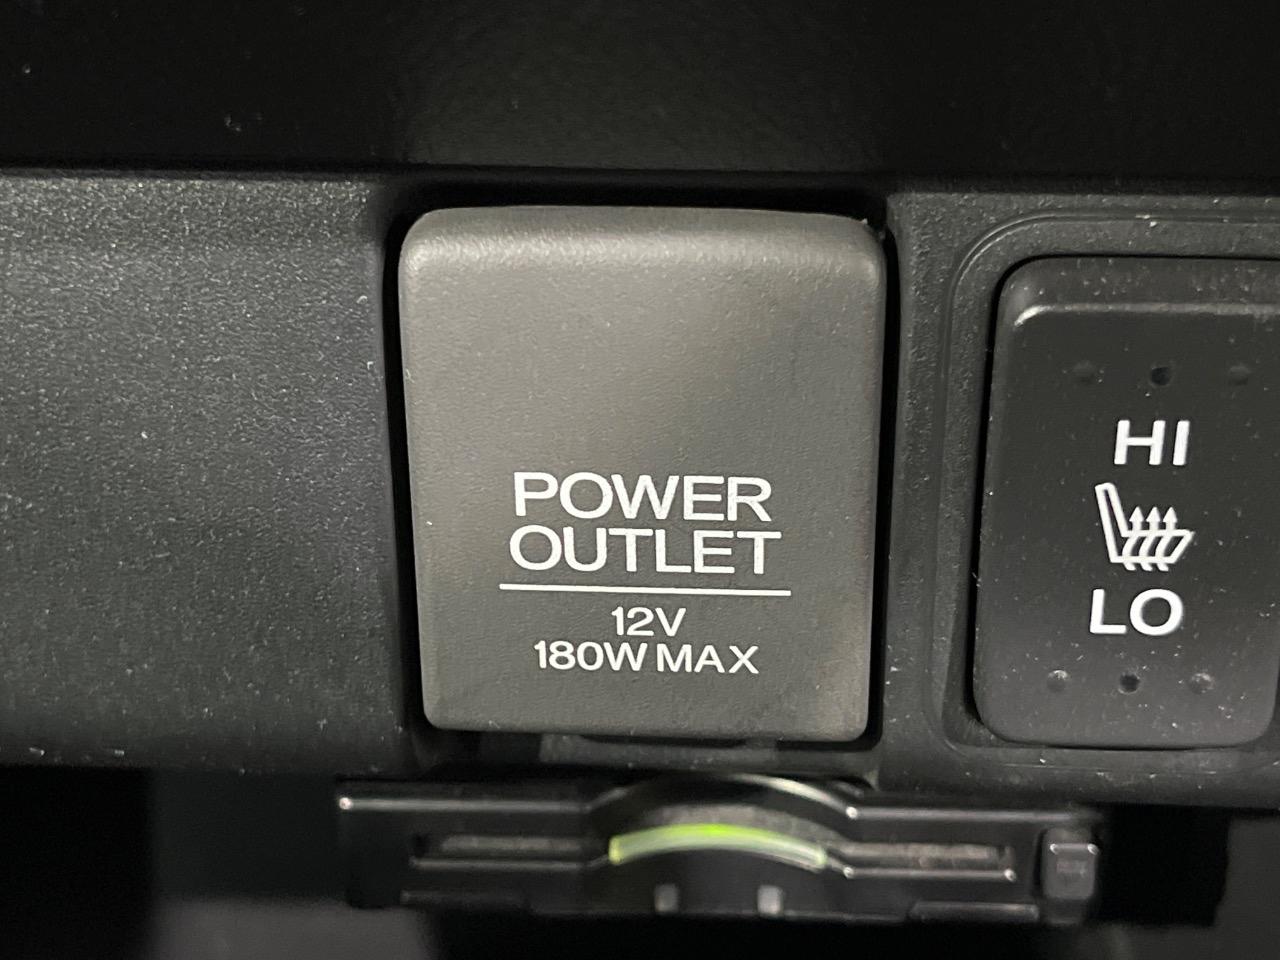 POWER
OUTLET
12V
180W MAX
HI
LO